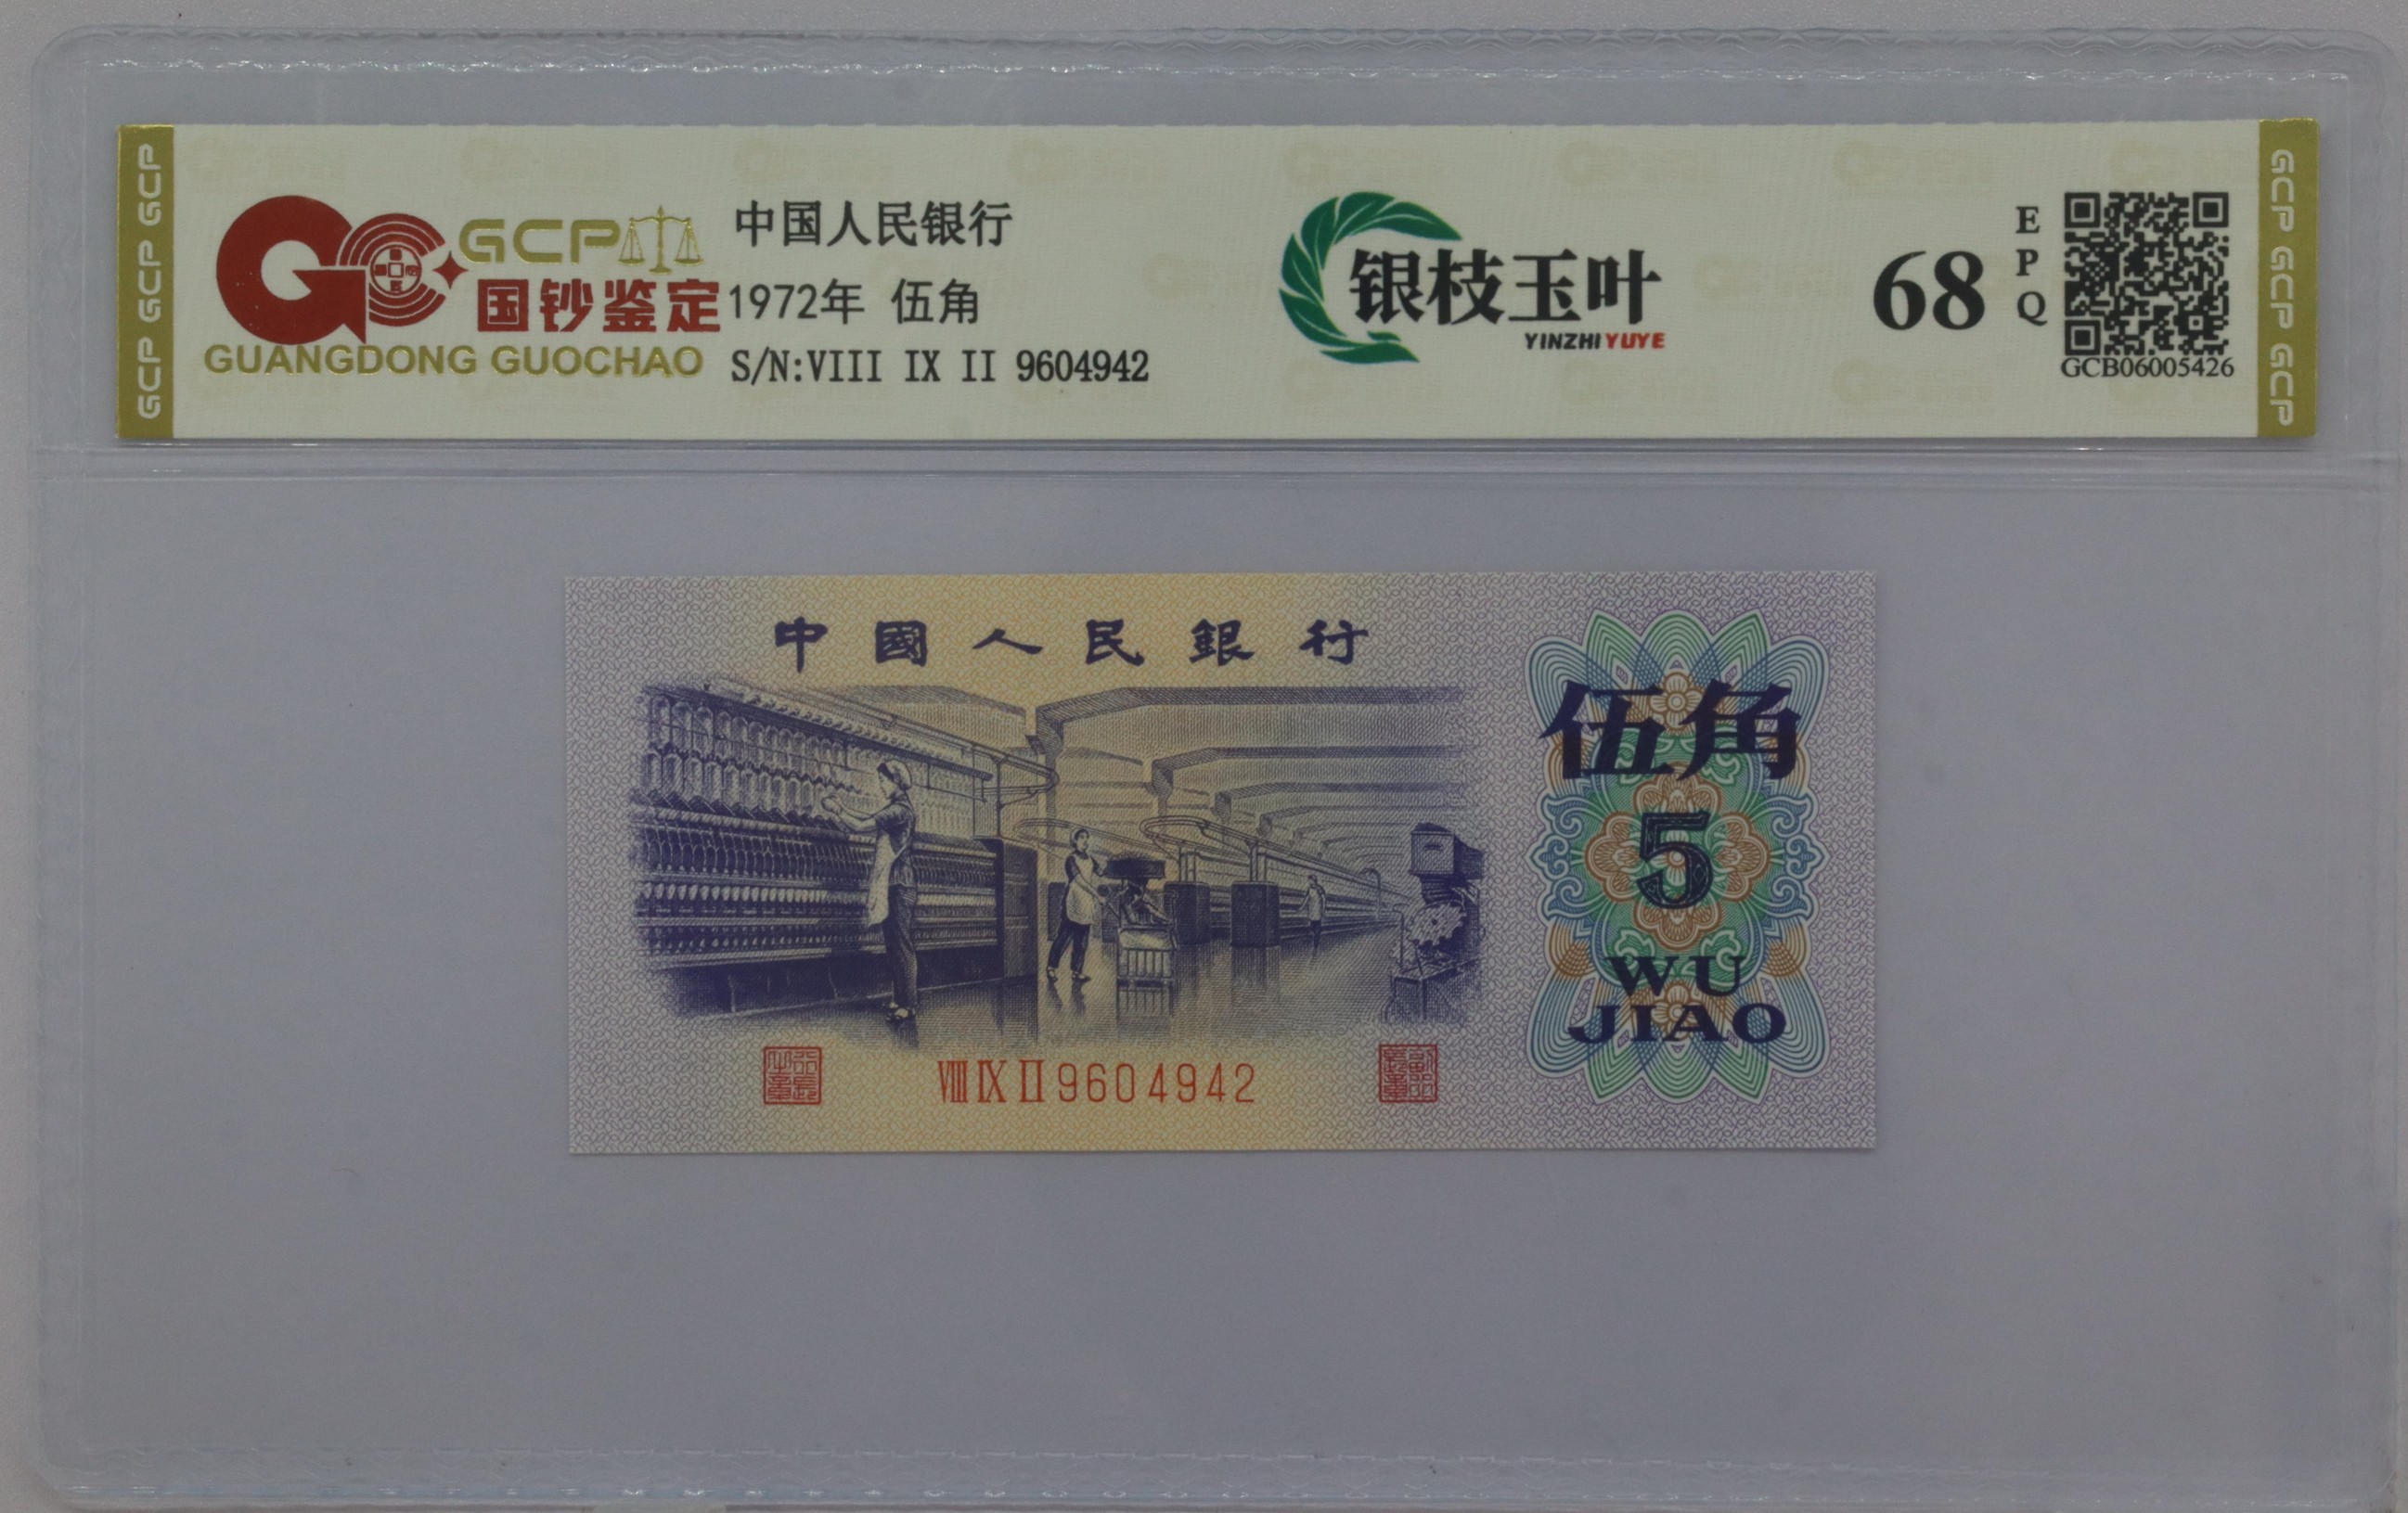 GCP GCP GCP
GCP
国钞鉴定
GUANGDONG GUOCHAO
中国人民银行
1972年 伍角
S/N:VIII IX II 9604942
银枝玉叶
YINZHIYUYE
68
EPQ
GCB06005426
GCP GCP GCP
中國人民銀行
伍角
5
WU
JIAO
VIII IX II 9604942